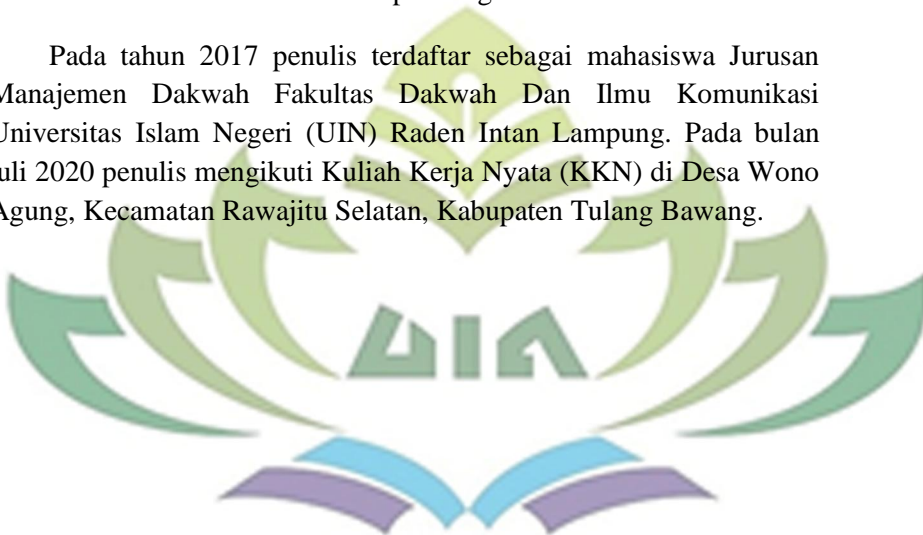 Pada tahun 2017 penulis terdaftar sebagai mahasiswa Jurusan
Manajemen Dakwah Fakultas Dakwah Dan Ilmu Komunikasi
Universitas Islam Negeri (UIN) Raden Intan Lampung. Pada bulan
Juli 2020 penulis mengikuti Kuliah Kerja Nyata (KKN) di Desa Wono
Agung, Kecamatan Rawajitu Selatan, Kabupaten Tulang Bawang.
UIN